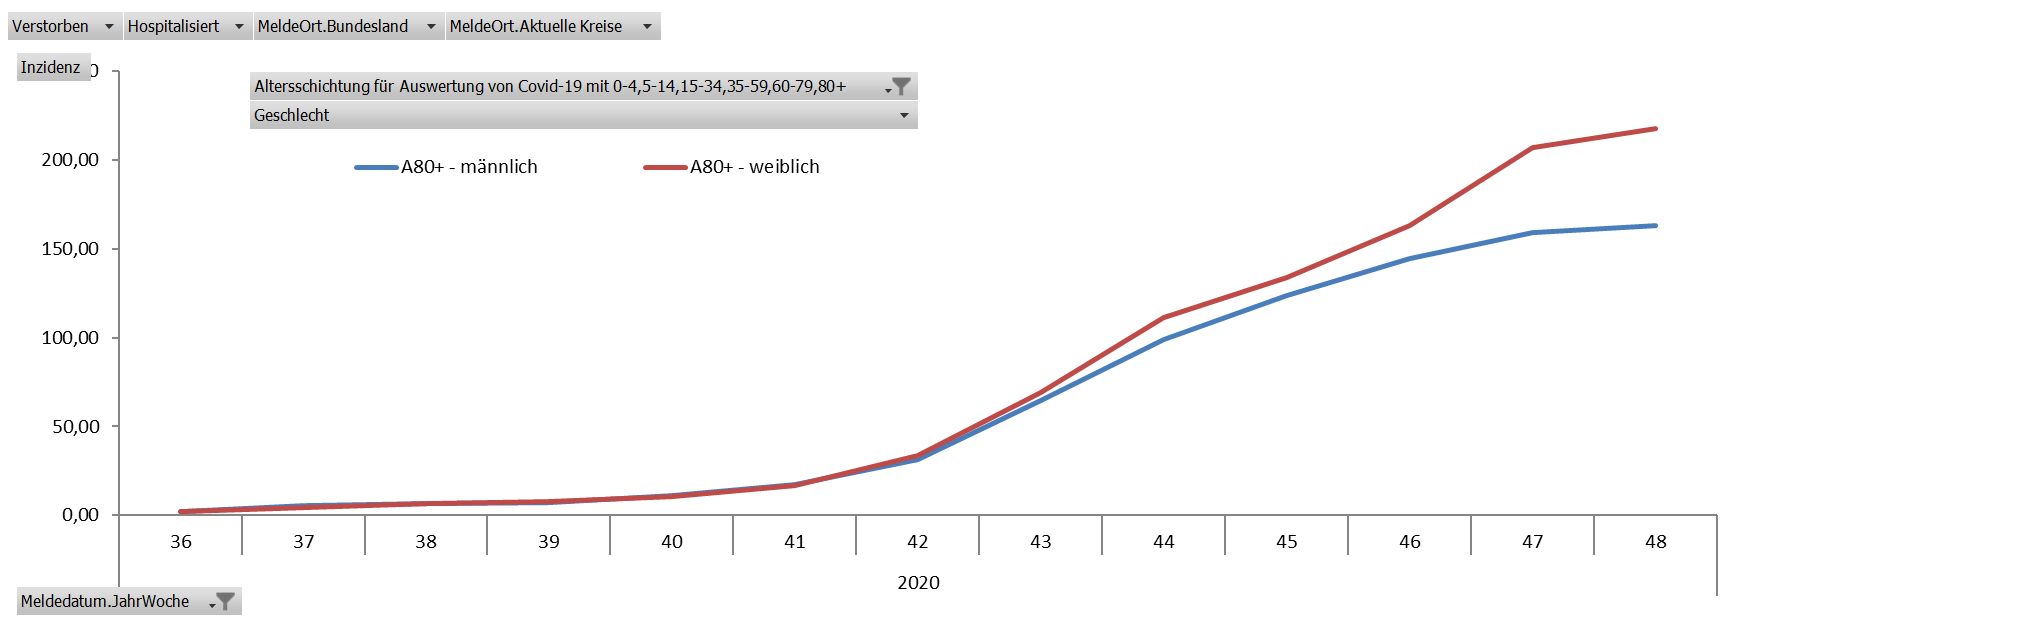 Verstorben Hospitalisiert MeldeOrt.Bundesland MeldeOrt.Aktuelle Kreise
Inzidenz 0
Altersschichtung für Auswertung von Covid-19 mit 0-4,5-14,15-34,35-59,60-79,80+
Geschlecht
A80+ - männlich A80+ - weiblich
200,00
150,00
100,00
50,00
0,00
36 37 38 39 40 41 42 43 44 45 46 47 48
2020
Meldedatum.JahrWoche